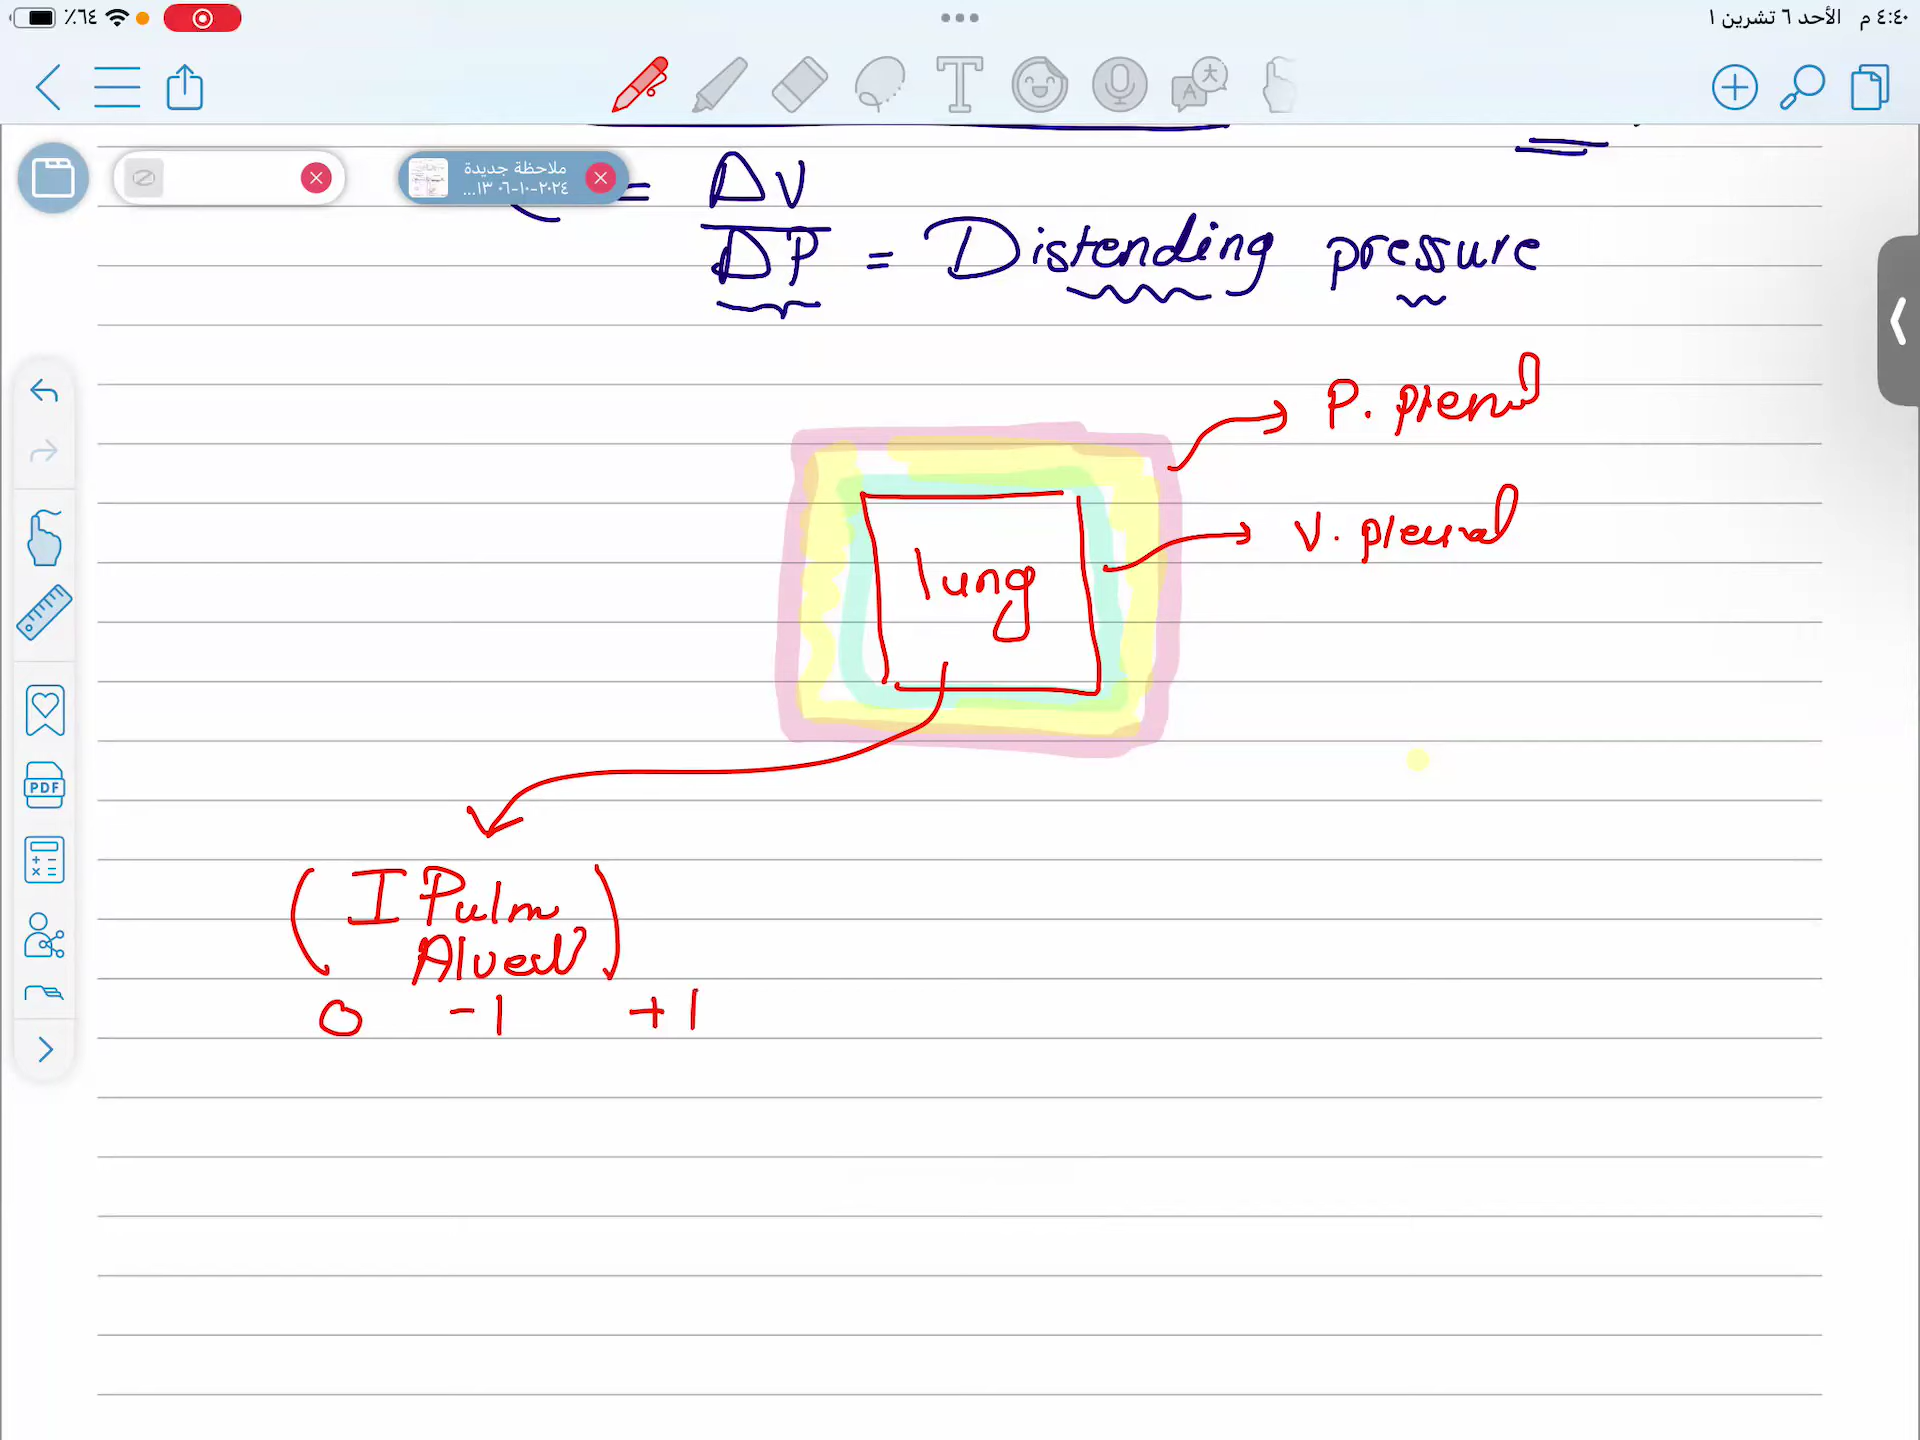 ٪٦٤
٤:٤٠ م الأحد ٦ تشرين ١
ملاحظة جديدة
...٢٠٢٤-١٠-٠٦ ١٣
= ΔV
ΔP = Distending pressure
P. pleural
V. pleural
lung
PDF
( I Pulm
Alveol )
0 -1 +1